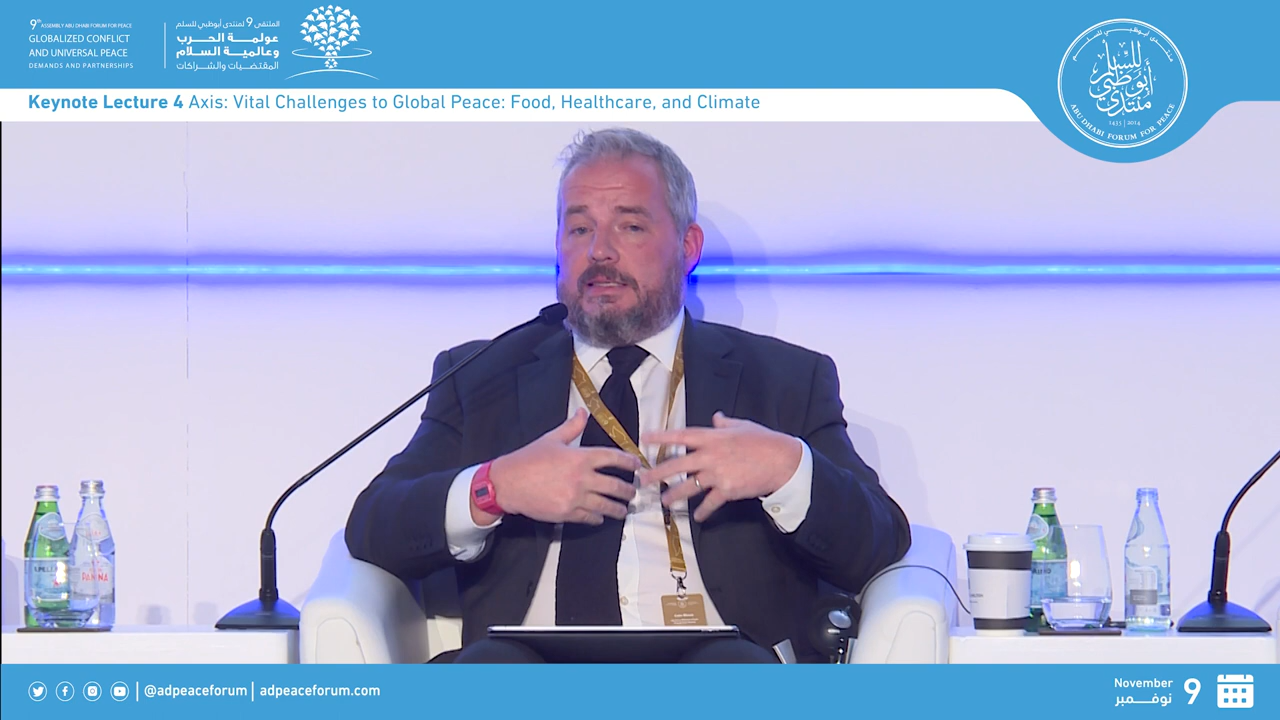 9th ASSEMBLY ABU DHABI FORUM FOR PEACE
GLOBALIZED CONFLICT
AND UNIVERSAL PEACE
DEMANDS AND PARTNERSHIPS
الملتقى 9 لمنتدى أبوظبي للسلم
عولمة الحرب
وعالمية السلام
المقتضيات والشراكات
Keynote Lecture 4 Axis: Vital Challenges to Global Peace: Food, Healthcare, and Climate
منتدى أبوظبي للسلم
1435 | 2014
ABU DHABI FORUM FOR PEACE
PANNA
@adpeaceforum | adpeaceforum.com
November
نوفمبر
9